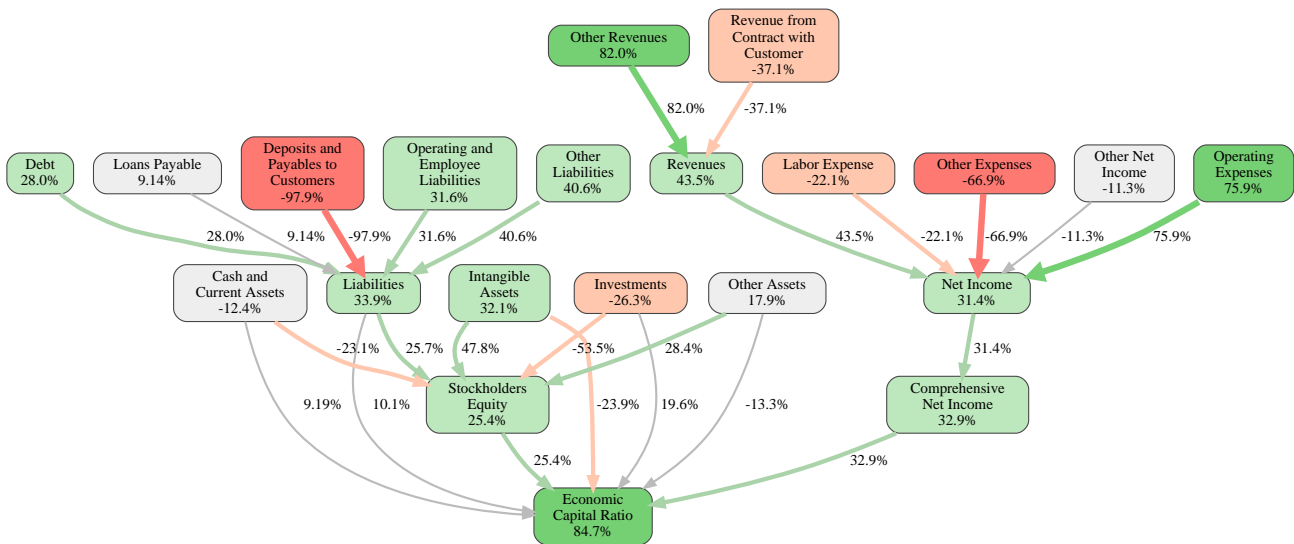 Other Revenues
82.0%
Revenue from
Contract with
Customer
-37.1%
82.0%
-37.1%
Debt
28.0%
Loans Payable
9.14%
Deposits and
Payables to
Customers
-97.9%
Operating and
Employee
Liabilities
31.6%
Other
Liabilities
40.6%
Revenues
43.5%
Labor Expense
-22.1%
Other Expenses
-66.9%
Other Net
Income
-11.3%
Operating
Expenses
75.9%
28.0%
9.14%
-97.9%
31.6%
40.6%
43.5%
-22.1%
-66.9%
-11.3%
75.9%
Cash and
Current Assets
-12.4%
Liabilities
33.9%
Intangible
Assets
32.1%
Investments
-26.3%
Other Assets
17.9%
Net Income
31.4%
-23.1%
25.7%
47.8%
-53.5%
28.4%
31.4%
Stockholders
Equity
25.4%
Comprehensive
Net Income
32.9%
9.19%
10.1%
-23.9%
19.6%
-13.3%
25.4%
32.9%
Economic
Capital Ratio
84.7%